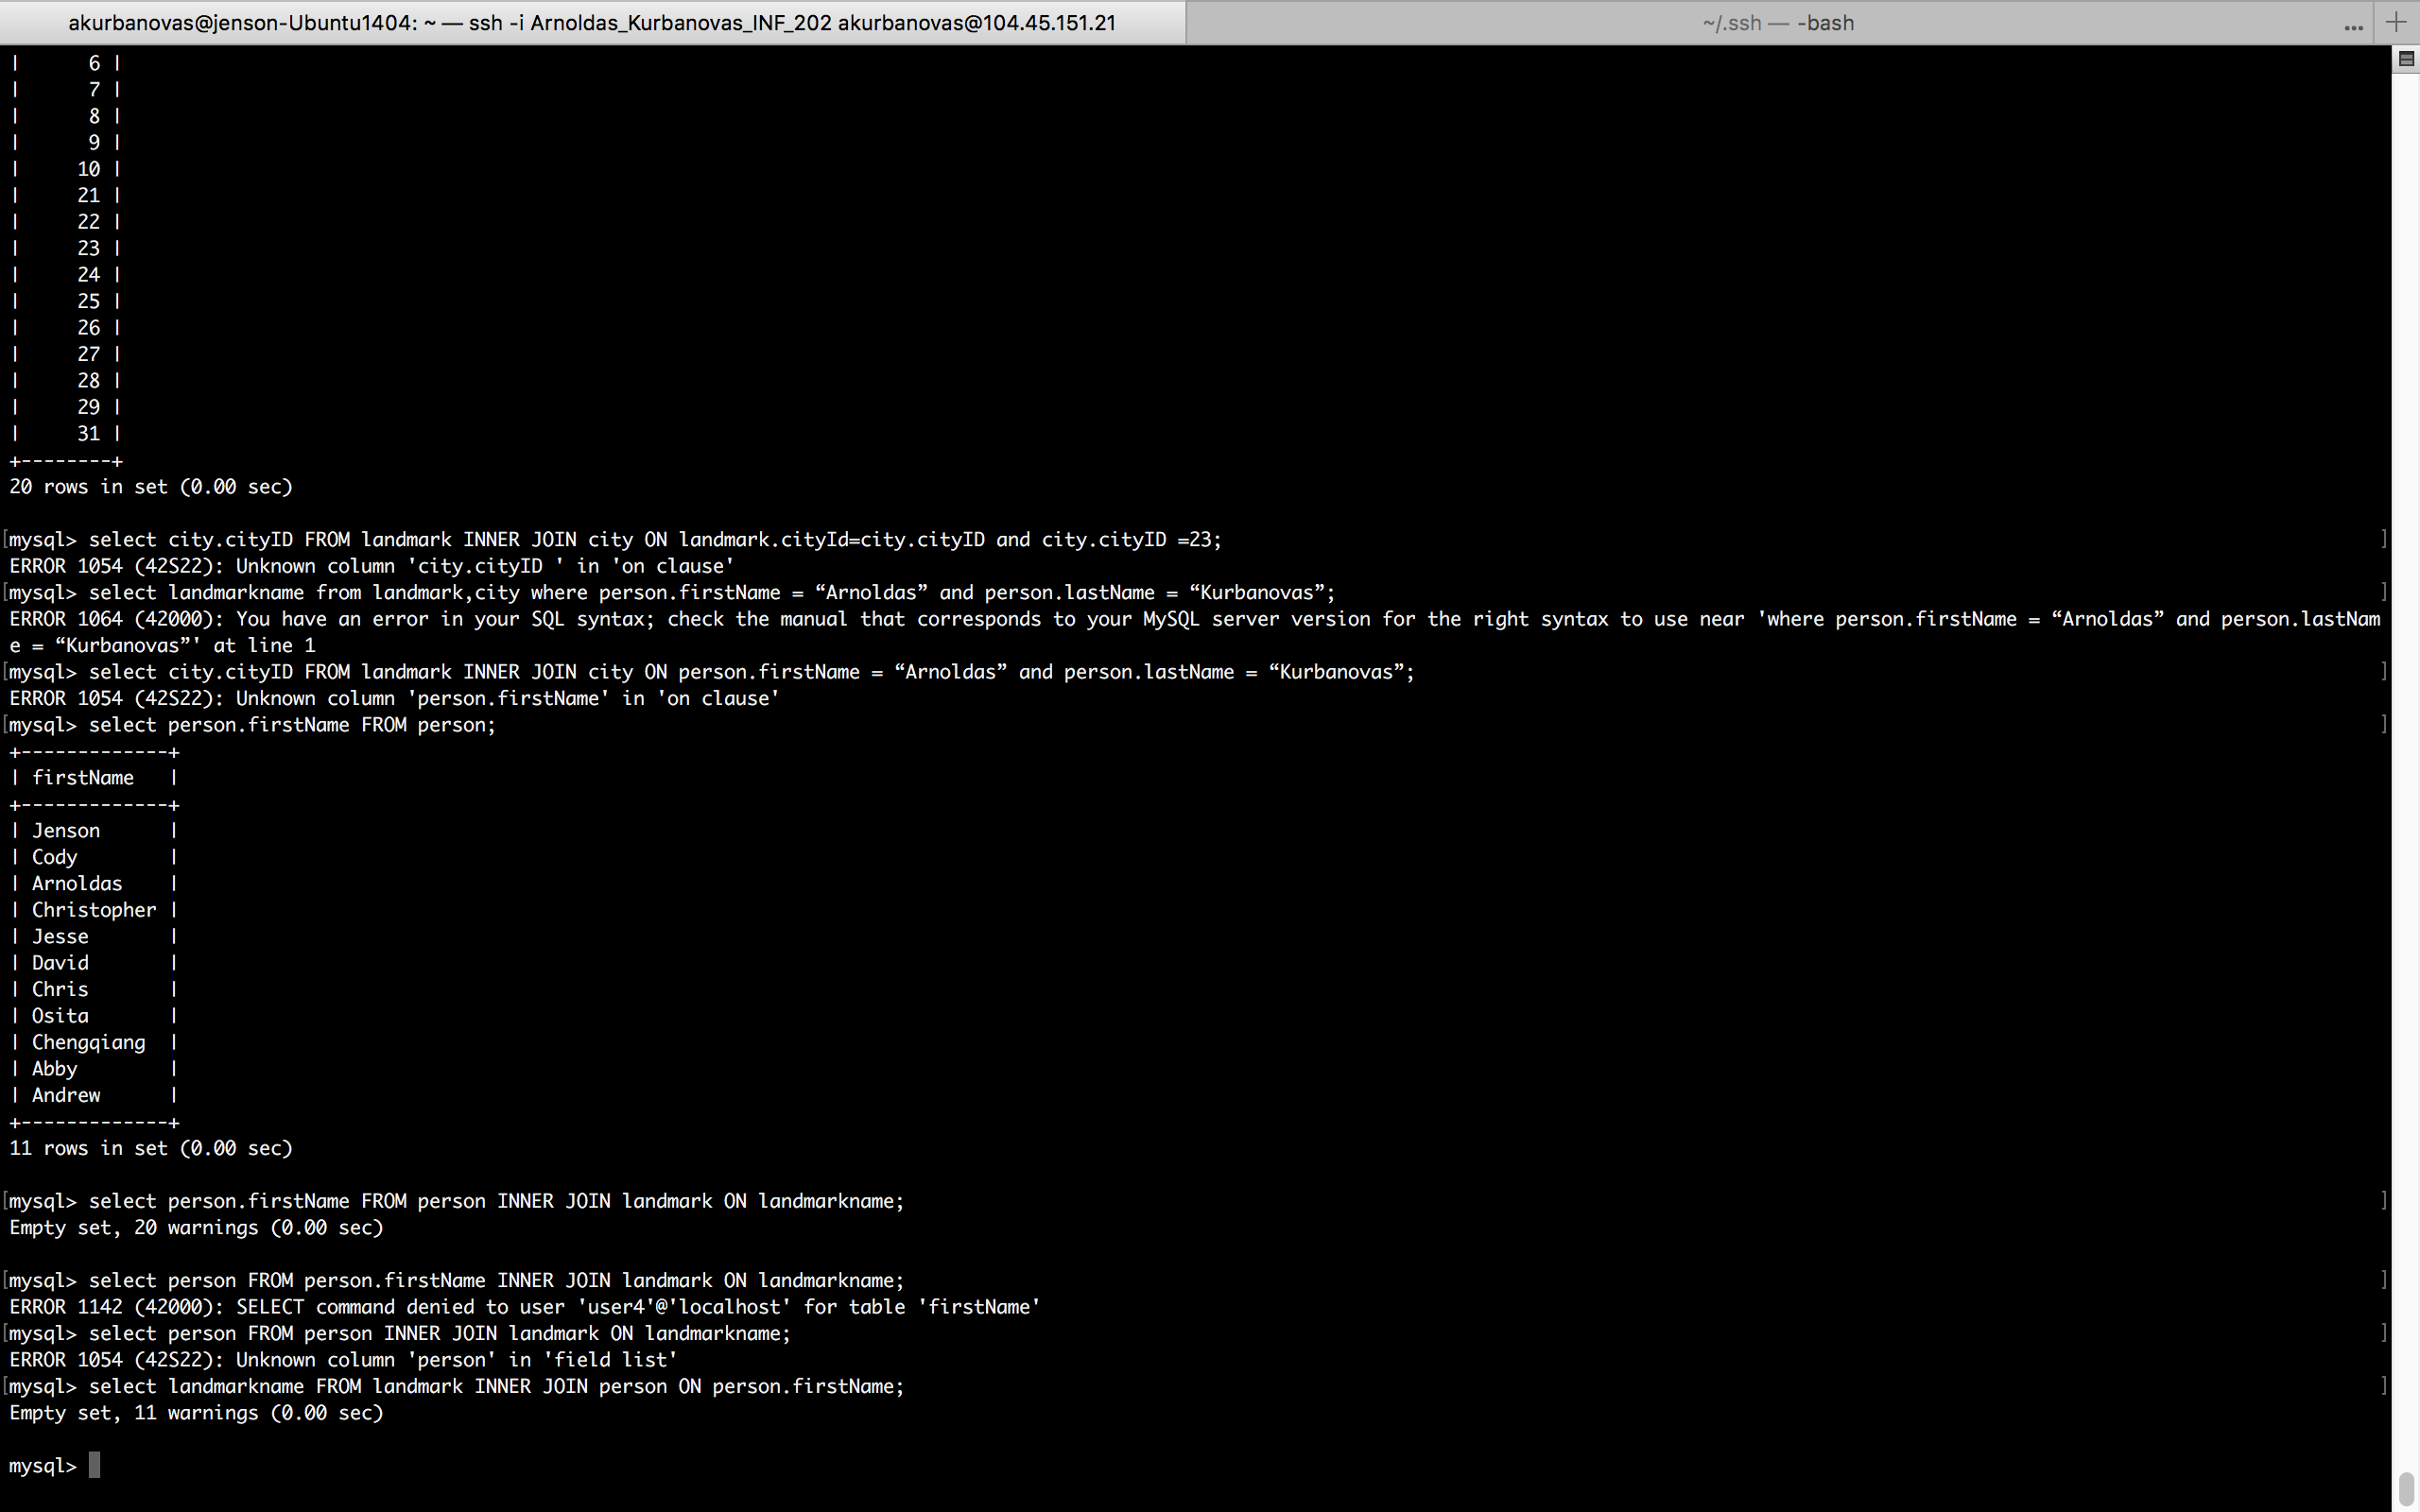 akurbanovas@jenson-Ubuntu1404: ~ — ssh -i Arnoldas_Kurbanovas_INF_202 akurbanovas@104.45.151.21
~/.ssh — -bash
... +
|      6 |
|      7 |
|      8 |
|      9 |
|     10 |
|     21 |
|     22 |
|     23 |
|     24 |
|     25 |
|     26 |
|     27 |
|     28 |
|     29 |
|     31 |
+--------+
20 rows in set (0.00 sec)
[mysql> select city.cityID FROM landmark INNER JOIN city ON landmark.cityId=city.cityID and city.cityID =23; ]
ERROR 1054 (42S22): Unknown column 'city.cityID ' in 'on clause'
[mysql> select landmarkname from landmark,city where person.firstName = “Arnoldas” and person.lastName = “Kurbanovas”; ]
ERROR 1064 (42000): You have an error in your SQL syntax; check the manual that corresponds to your MySQL server version for the right syntax to use near 'where person.firstName = “Arnoldas” and person.lastNam
e = “Kurbanovas”' at line 1
[mysql> select city.cityID FROM landmark INNER JOIN city ON person.firstName = “Arnoldas” and person.lastName = “Kurbanovas”; ]
ERROR 1054 (42S22): Unknown column 'person.firstName' in 'on clause'
[mysql> select person.firstName FROM person; ]
+-------------+
| firstName   |
+-------------+
| Jenson      |
| Cody        |
| Arnoldas    |
| Christopher |
| Jesse       |
| David       |
| Chris       |
| Osita       |
| Chengqiang  |
| Abby        |
| Andrew      |
+-------------+
11 rows in set (0.00 sec)
[mysql> select person.firstName FROM person INNER JOIN landmark ON landmarkname; ]
Empty set, 20 warnings (0.00 sec)
[mysql> select person FROM person.firstName INNER JOIN landmark ON landmarkname; ]
ERROR 1142 (42000): SELECT command denied to user 'user4'@'localhost' for table 'firstName'
[mysql> select person FROM person INNER JOIN landmark ON landmarkname; ]
ERROR 1054 (42S22): Unknown column 'person' in 'field list'
[mysql> select landmarkname FROM landmark INNER JOIN person ON person.firstName; ]
Empty set, 11 warnings (0.00 sec)
mysql>